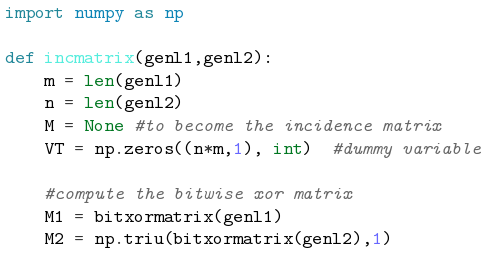 import numpy as np
def incmatrix(genl1,genl2):
    m = len(genl1)
    n = len(genl2)
    M = None #to become the incidence matrix
    VT = np.zeros((n*m,1), int)  #dummy variable
    #compute the bitwise xor matrix
    M1 = bitxormatrix(genl1)
    M2 = np.triu(bitxormatrix(genl2),1)